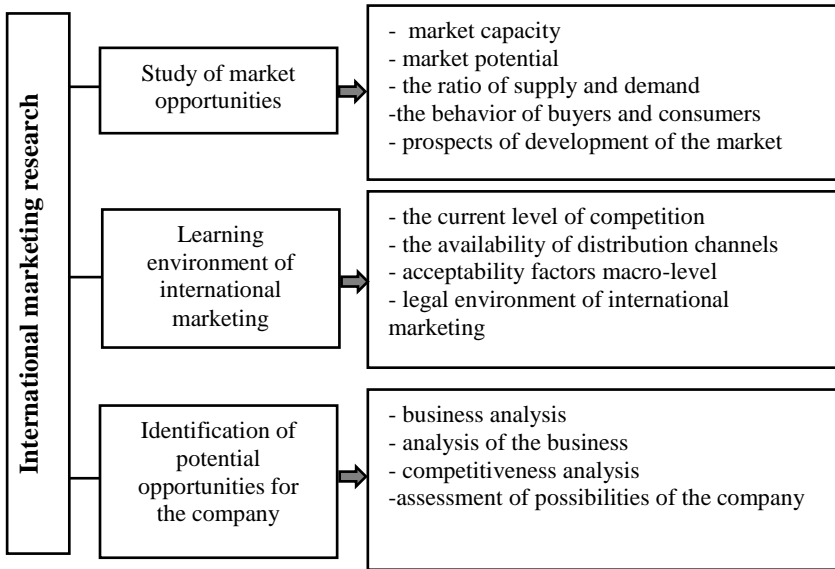 International marketing research
Study of market
opportunities
-  market capacity
- market potential
- the ratio of supply and demand
-the behavior of buyers and consumers
- prospects of development of the market
Learning
environment of
international
marketing
- the current level of competition
- the availability of distribution channels
- acceptability factors macro-level
- legal environment of international
marketing
Identification of
potential
opportunities for
the company
- business analysis
- analysis of the business
- competitiveness analysis
-assessment of possibilities of the company